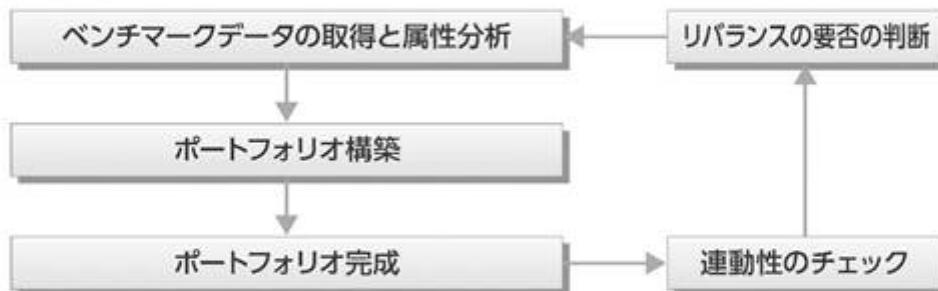 ベンチマークデータの取得と属性分析
リバランスの要否の判断
ポートフォリオ構築
ポートフォリオ完成
連動性のチェック